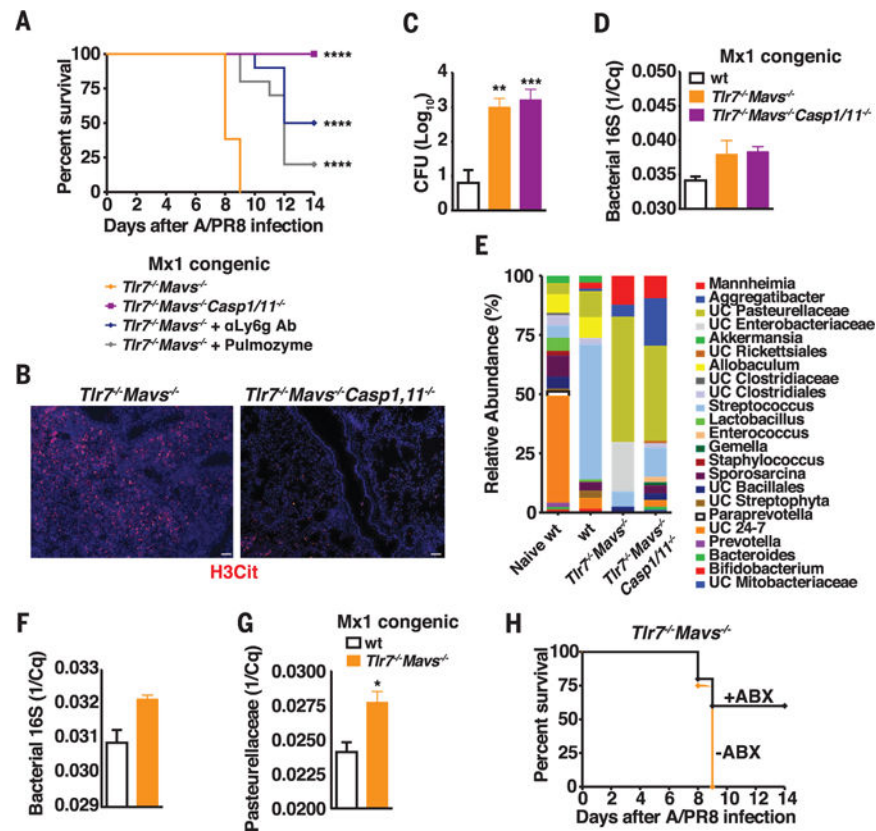 A
Percent survival
100
75
50
25
0
****
****
****
0 2 4 6 8 10 12 14
Days after A/PR8 infection
Mx1 congenic
Tlr7-/-Mavs-/-
Tlr7-/-Mavs-/-Casp1/11-/-
Tlr7-/-Mavs-/- + αLy6g Ab
Tlr7-/-Mavs-/- + Pulmozyme
B
Tlr7-/-Mavs-/-
Tlr7-/-Mavs-/-Casp1,11-/-
H3Cit
C
CFU (Log10)
4
3
2
1
0
**
***
D
Mx1 congenic
wt
Tlr7-/-Mavs-/-
Tlr7-/-Mavs-/-Casp1/11-/-
Bacterial 16S (1/Cq)
0.050
0.045
0.040
0.035
0.030
E
Relative Abundance (%)
100
75
50
25
0
Naive wt
wt
Tlr7-/-Mavs-/-
Tlr7-/-Mavs-/-
Casp1/11-/-
Mannheimia
Aggregatibacter
UC Pasteurellaceae
UC Enterobacteriaceae
Akkermansia
UC Rickettsiales
Allobaculum
UC Clostridiaceae
UC Clostridiales
Streptococcus
Lactobacillus
Enterococcus
Gemella
Staphylococcus
Sporosarcina
UC Bacillales
UC Streptophyta
Paraprevotella
UC 24-7
Prevotella
Bacteroides
Bifidobacterium
UC Mitobacteriaceae
F
Bacterial 16S (1/Cq)
0.033
0.032
0.031
0.030
0.029
G
Mx1 congenic
wt
Tlr7-/-Mavs-/-
Pasteurellaceae (1/Cq)
0.0300
0.0275
0.0250
0.0225
0.0200
*
H
Tlr7-/-Mavs-/-
Percent survival
100
75
50
25
0
+ABX
-ABX
0 2 4 6 8 10 12 14
Days after A/PR8 infection